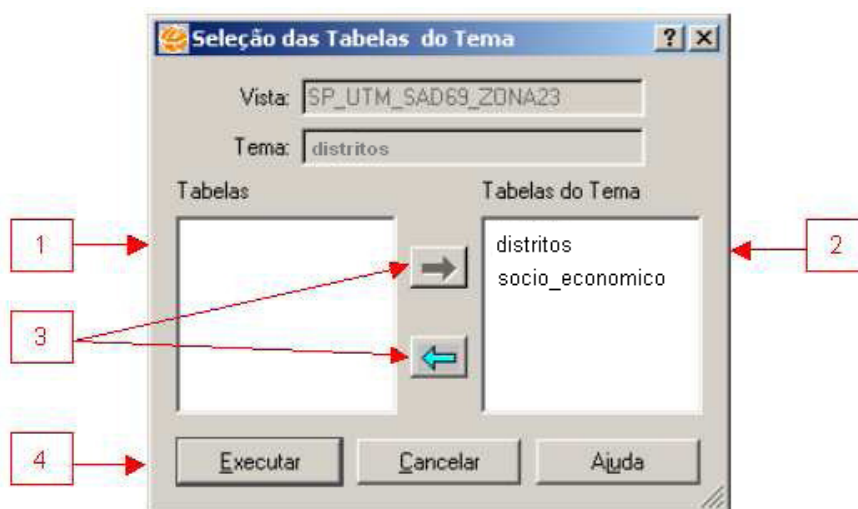 Seleção das Tabelas do Tema
Vista: SP_UTM_SAD69_ZONA23
Tema: distritos
Tabelas Tabelas do Tema
1
distritos
2
socio_economico
3
4
Executar Cancelar Ajuda